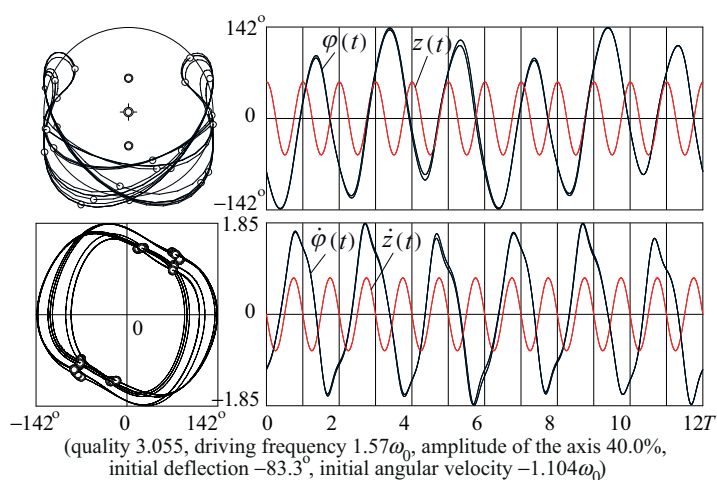 142°
φ(t)
z(t)
0
−142°
1.85
φ̇(t)
ż(t)
0
0
−1.85
−142° 0 142°
0 2 4 6 8 10 12T
(quality 3.055, driving frequency 1.57ω₀, amplitude of the axis 40.0%,
initial deflection −83.3°, initial angular velocity −1.104ω₀)